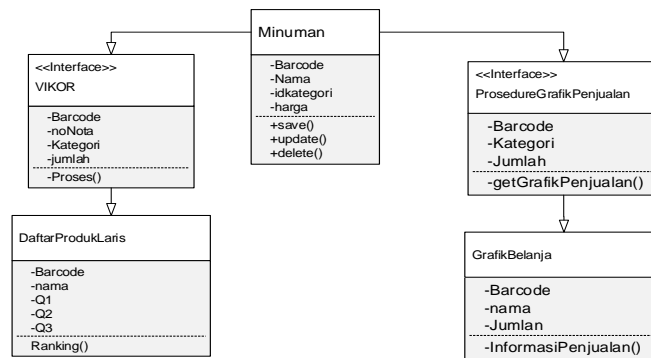 Minuman
-Barcode
-Nama
-idkategori
-harga
+save()
+update()
+delete()
<<Interface>>
VIKOR
-Barcode
-noNota
-Kategori
-jumlah
-Proses()
<<Interface>>
ProsedureGrafikPenjualan
-Barcode
-Kategori
-Jumlah
-getGrafikPenjualan()
DaftarProdukLaris
-Barcode
-nama
-Q1
-Q2
-Q3
Ranking()
GrafikBelanja
-Barcode
-nama
-Jumlan
-InformasiPenjualan()